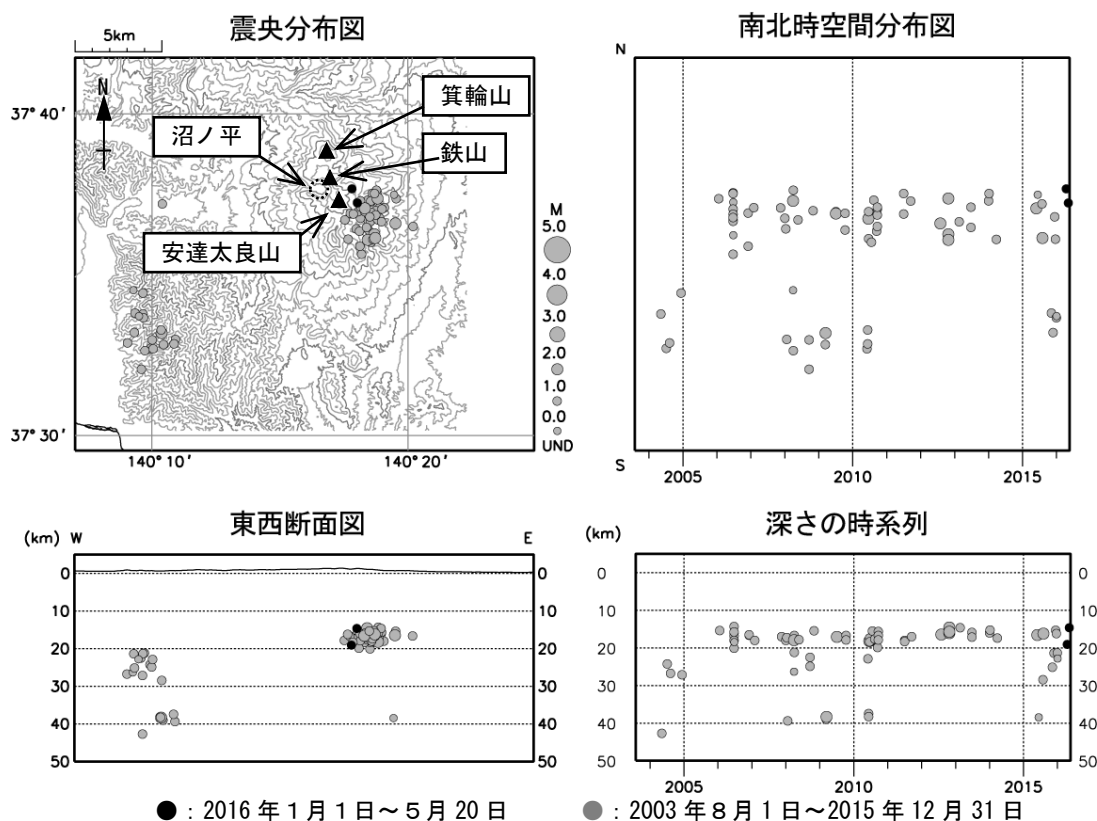 震央分布図
5km
N
37° 40'
37° 30'
140° 10'
140° 20'
箕輪山
沼ノ平
鉄山
安達太良山
M
5.0
4.0
3.0
2.0
1.0
0.0
UND
南北時空間分布図
N
S
2005
2010
2015
東西断面図
(km) W
E
0
10
20
30
40
50
0
10
20
30
40
50
深さの時系列
(km)
0
10
20
30
40
50
0
10
20
30
40
50
2005
2010
2015
● : 2016 年 1 月 1 日～ 5 月 20 日
● : 2003 年 8 月 1 日～2015 年 12 月 31 日